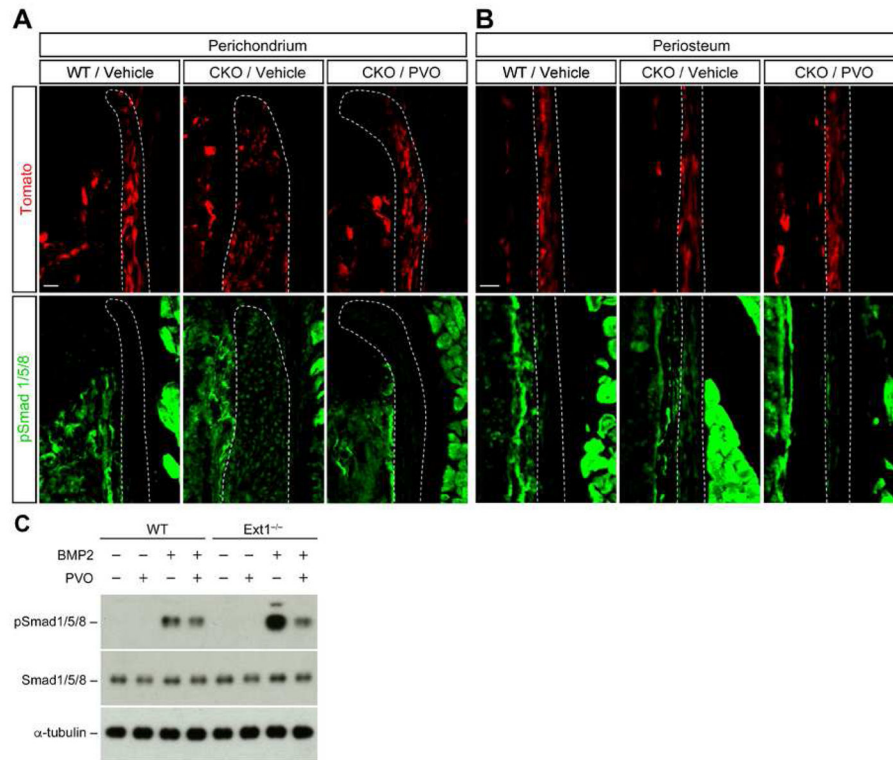 A
B
Perichondrium
Periosteum
WT / Vehicle
CKO / Vehicle
CKO / PVO
WT / Vehicle
CKO / Vehicle
CKO / PVO
Tomato
pSmad 1/5/8
C
WT
Ext1⁻/⁻
BMP2 – – + + – – + +
PVO – + – + – + – +
pSmad1/5/8 –
Smad1/5/8 –
α-tubulin –